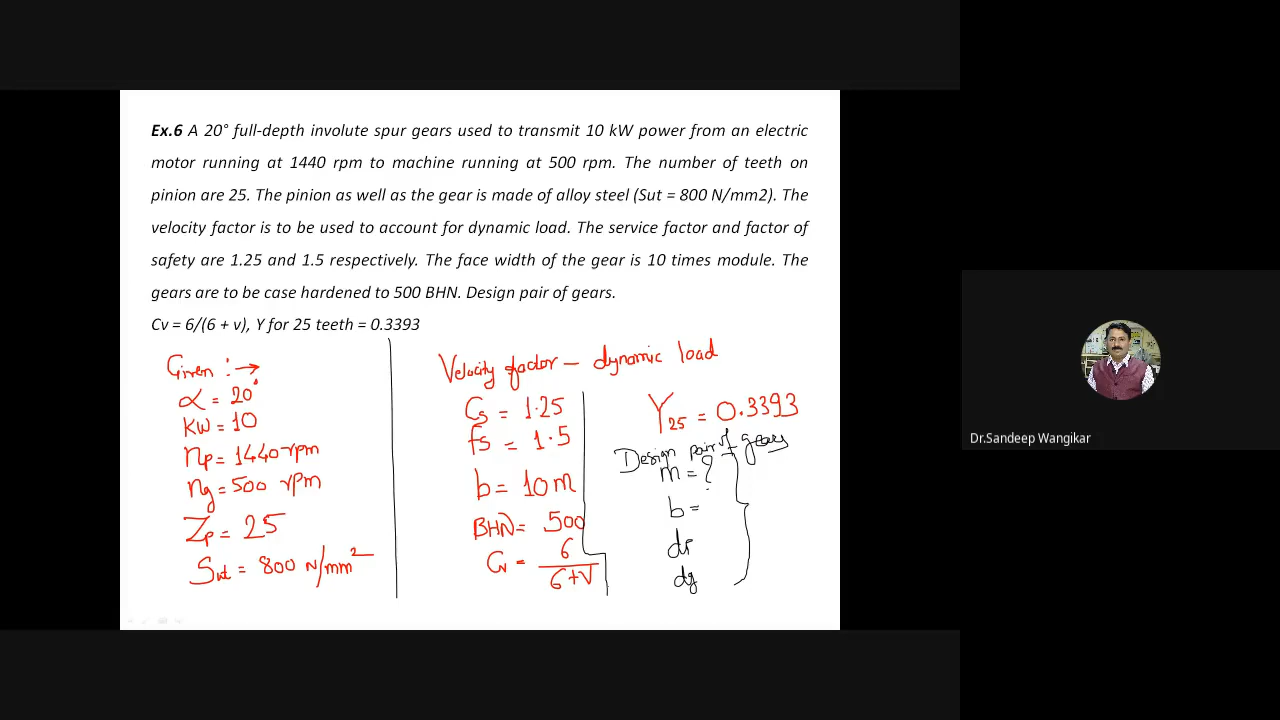 Ex.6 A 20° full-depth involute spur gears used to transmit 10 kW power from an electric
motor running at 1440 rpm to machine running at 500 rpm. The number of teeth on
pinion are 25. The pinion as well as the gear is made of alloy steel (Sut = 800 N/mm2). The
velocity factor is to be used to account for dynamic load. The service factor and factor of
safety are 1.25 and 1.5 respectively. The face width of the gear is 10 times module. The
gears are to be case hardened to 500 BHN. Design pair of gears.
Cv = 6/(6 + v), Y for 25 teeth = 0.3393
Given :→
α = 20°
KW = 10
np = 1440 rpm
ng = 500 rpm
Zp = 25
Sut = 800 N/mm²
Velocity factor — dynamic load
Cs = 1.25
fs = 1.5
b = 10m
BHN = 500
Cv = 6
6+V
Y25 = 0.3393
Design pair of gears
m = ?
b =
dp
dg
Dr.Sandeep Wangikar